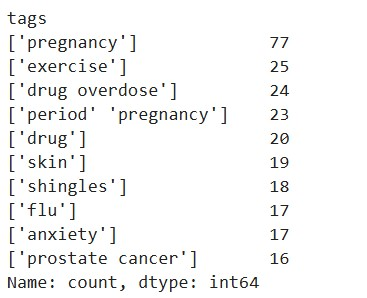 tags
['pregnancy'] 77
['exercise'] 25
['drug overdose'] 24
['period' 'pregnancy'] 23
['drug'] 20
['skin'] 19
['shingles'] 18
['flu'] 17
['anxiety'] 17
['prostate cancer'] 16
Name: count, dtype: int64